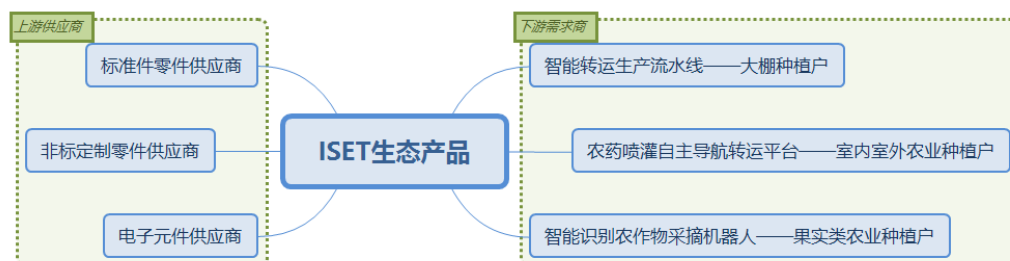 上游供应商
标准件零件供应商
非标定制零件供应商
电子元件供应商
ISET生态产品
下游需求商
智能转运生产流水线——大棚种植户
农药喷灌自主导航转运平台——室内室外农业种植户
智能识别农作物采摘机器人——果实类农业种植户